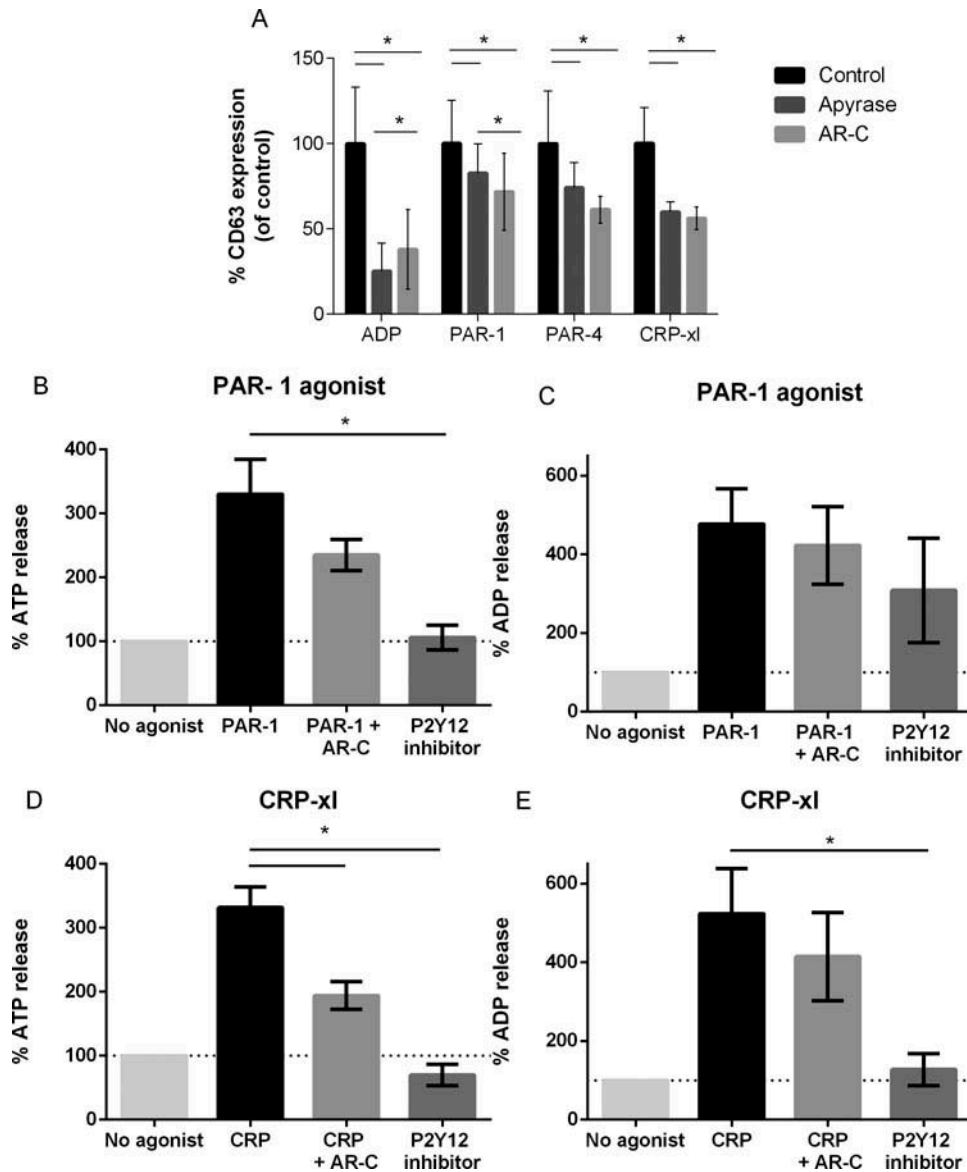 A
* * * *
* *
150
100
50
0
% CD63 expression
(of control)
ADP PAR-1 PAR-4 CRP-xl
Control
Apyrase
AR-C
B
PAR- 1 agonist
*
400
300
200
100
0
% ATP release
No agonist PAR-1 PAR-1 + AR-C P2Y12 inhibitor
C
PAR-1 agonist
600
400
200
0
% ADP release
No agonist PAR-1 PAR-1 + AR-C P2Y12 inhibitor
D
CRP-xl
*
400
300
200
100
0
% ATP release
No agonist CRP CRP + AR-C P2Y12 inhibitor
E
CRP-xl
*
600
400
200
0
% ADP release
No agonist CRP CRP + AR-C P2Y12 inhibitor